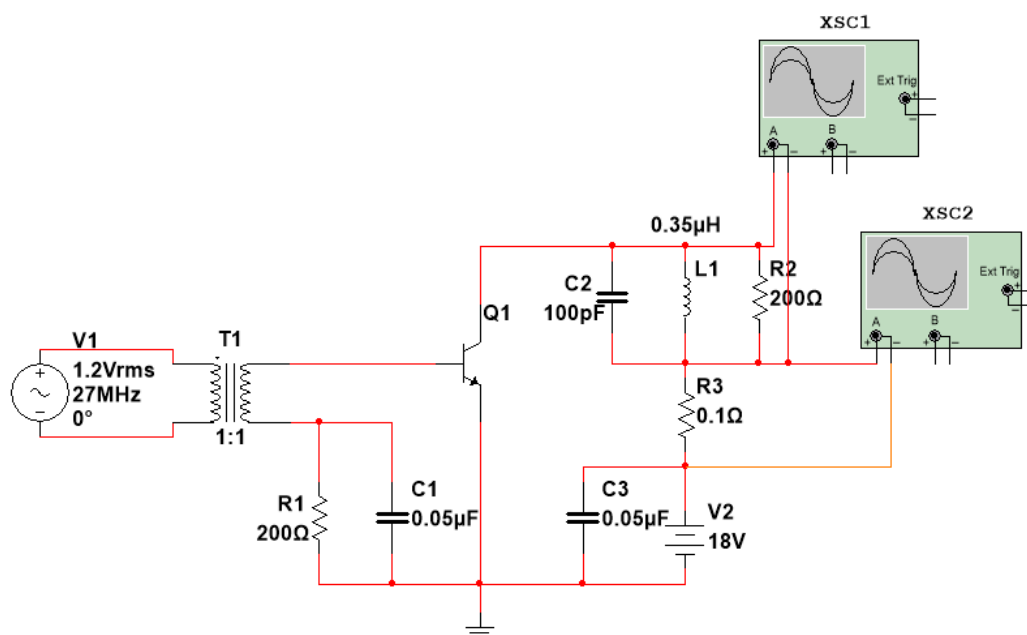 XSC1
Ext Trig
+
−
A
B
+ − + −
XSC2
Ext Trig
+
−
A
B
+ − + −
0.35µH
L1
R2
200Ω
C2
100pF
Q1
V1
1.2Vrms
27MHz
0°
T1
1:1
R3
0.1Ω
R1
200Ω
C1
0.05µF
C3
0.05µF
V2
18V